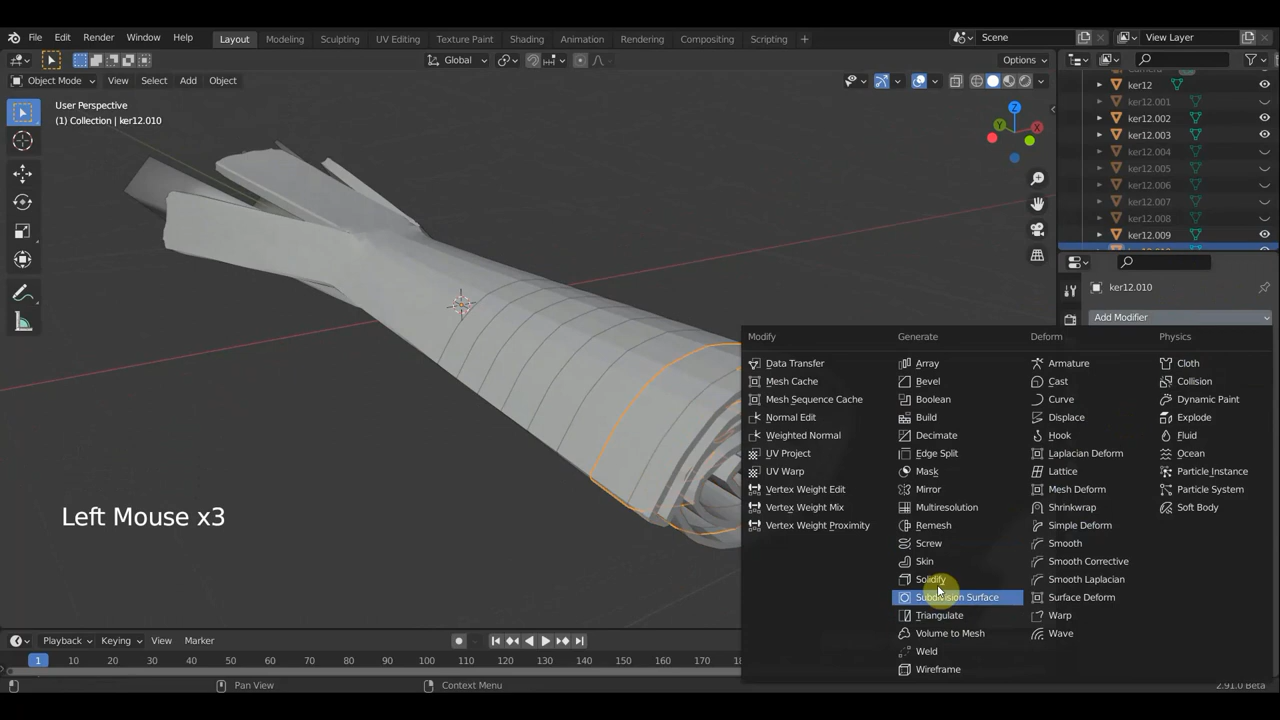 File Edit Render Window Help Layout Modeling Sculpting UV Editing Texture Paint Shading Animation Rendering Compositing Scripting + Scene View Layer
Global Options
Object Mode View Select Add Object
User Perspective
(1) Collection | ker12.010
Z
Y X
ker12
ker12.001
ker12.002
ker12.003
ker12.004
ker12.005
ker12.006
ker12.007
ker12.008
ker12.009
ker12.010
Add Modifier
Modify Generate Deform Physics
Data Transfer Array Armature Cloth
Mesh Cache Bevel Cast Collision
Mesh Sequence Cache Boolean Curve Dynamic Paint
Normal Edit Build Displace Explode
Weighted Normal Decimate Hook Fluid
UV Project Edge Split Laplacian Deform Ocean
UV Warp Mask Lattice Particle Instance
Vertex Weight Edit Mirror Mesh Deform Particle System
Vertex Weight Mix Multiresolution Shrinkwrap Soft Body
Vertex Weight Proximity Remesh Simple Deform
Screw Smooth
Skin Smooth Corrective
Solidify Smooth Laplacian
Subdivision Surface Surface Deform
Triangulate Warp
Volume to Mesh Wave
Weld
Wireframe
Left Mouse x3
Playback Keying View Marker
1 10 20 30 40 50 60 70 80 90 100 110 120 130 140 150 160 170
Pan View Context Menu 2.91.0 Beta